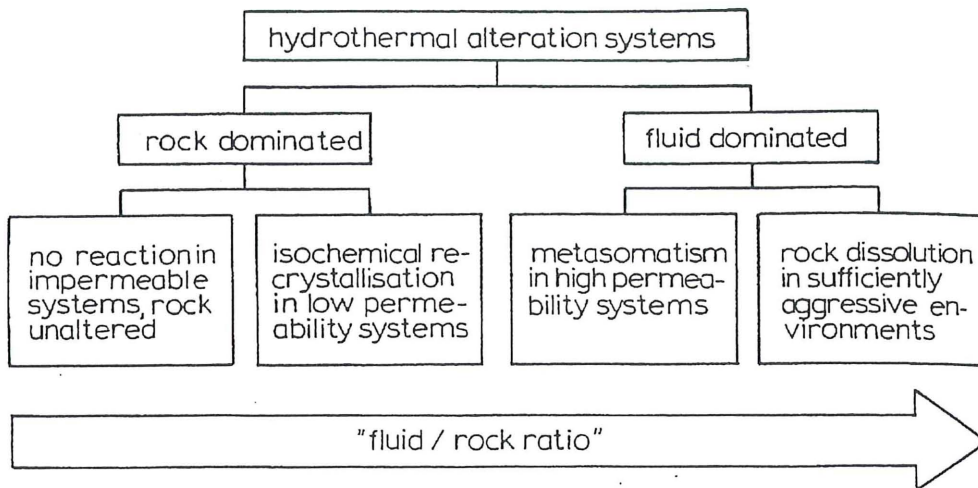 hydrothermal alteration systems
rock dominated
fluid dominated
no reaction in
impermeable
systems, rock
unaltered
isochemical re-
crystallisation
in low perme-
ability systems
metasomatism
in high permea-
bility systems
rock dissolution
in sufficiently
aggressive en-
vironments
"fluid / rock ratio"